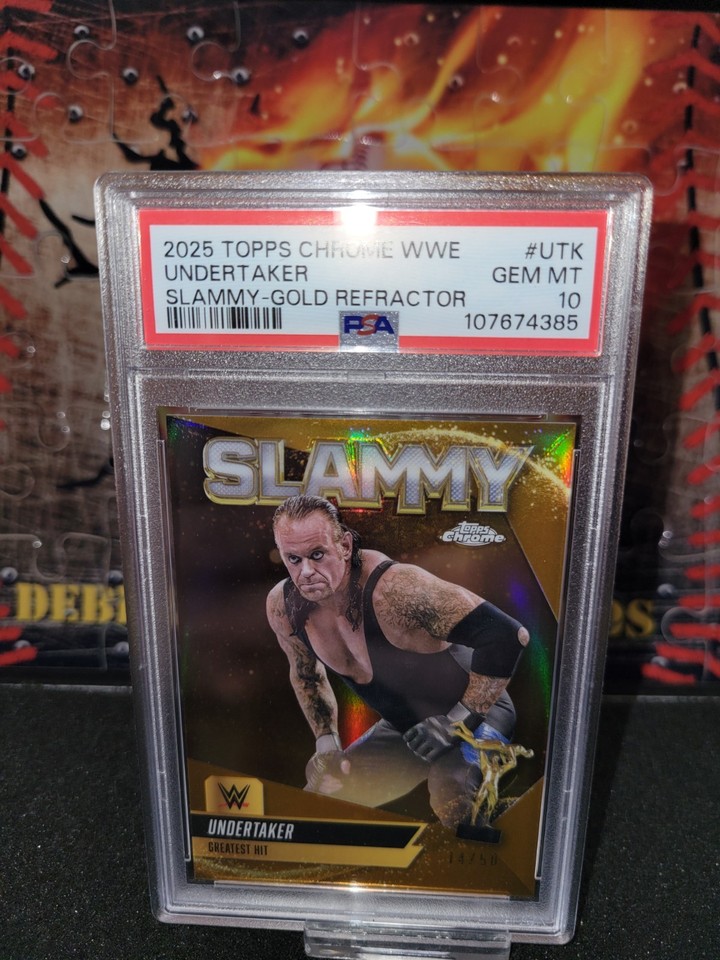 2025 TOPPS CHROME WWE #UTK
UNDERTAKER GEM MT
SLAMMY-GOLD REFRACTOR 10
PSA 107674385
SLAMMY
Topps
Chrome
W
UNDERTAKER
GREATEST HIT
14/50